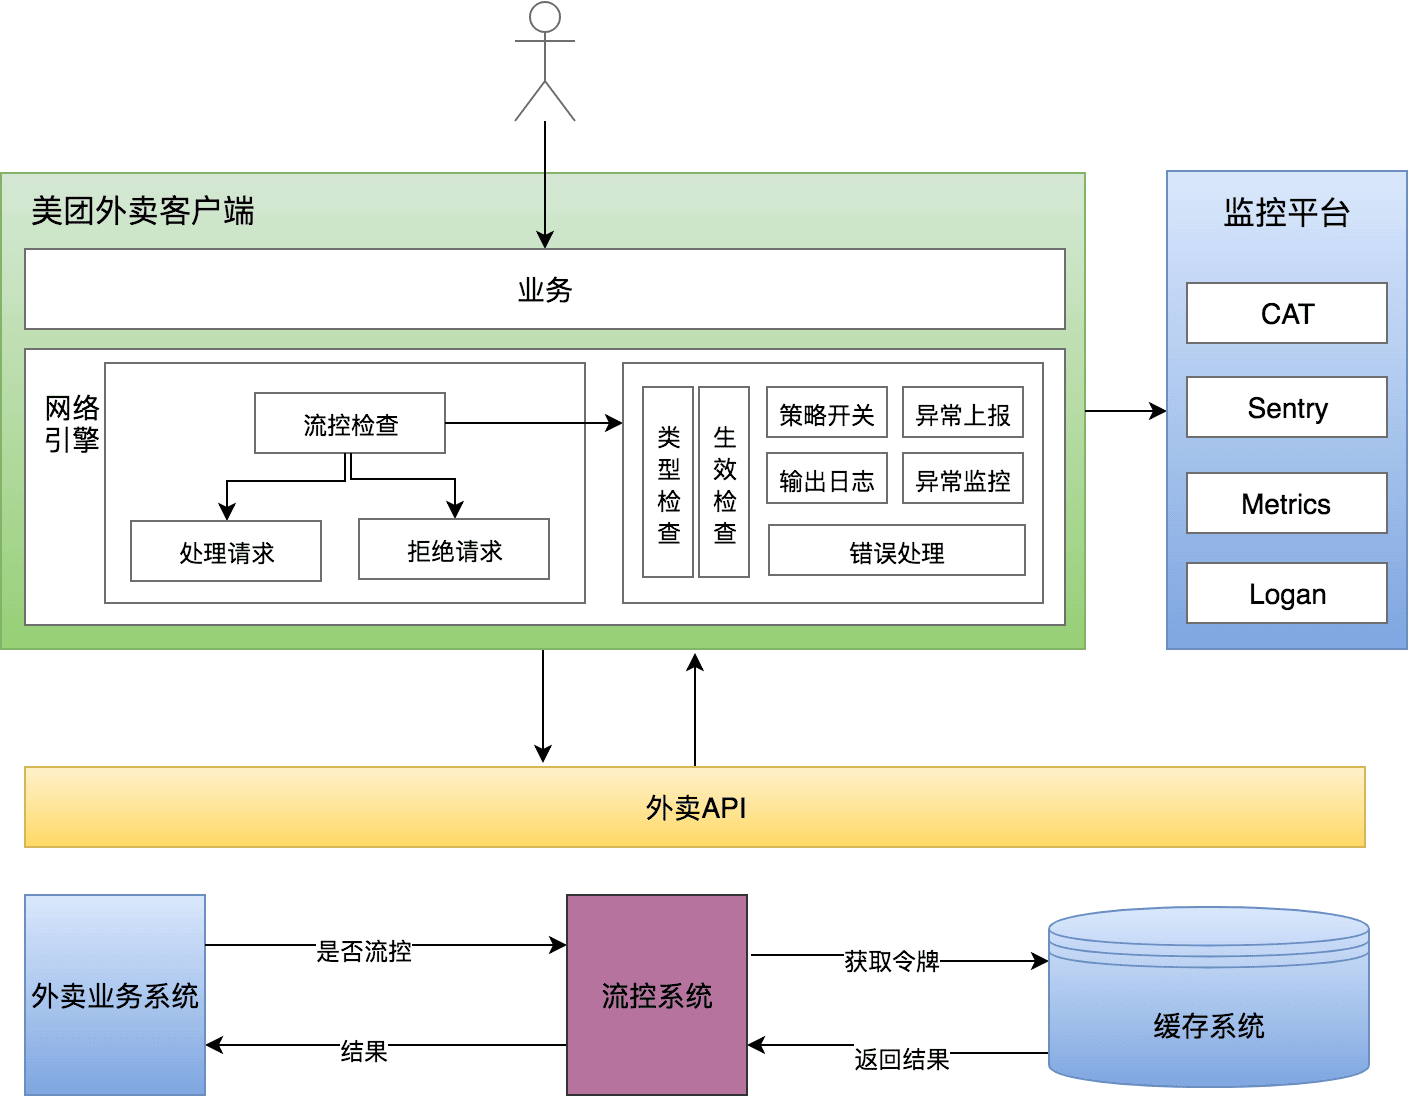 美团外卖客户端
业务
网络
引擎
流控检查
处理请求
拒绝请求
类型检查
生效检查
策略开关
异常上报
输出日志
异常监控
错误处理
监控平台
CAT
Sentry
Metrics
Logan
外卖API
外卖业务系统
是否流控
结果
流控系统
获取令牌
返回结果
缓存系统